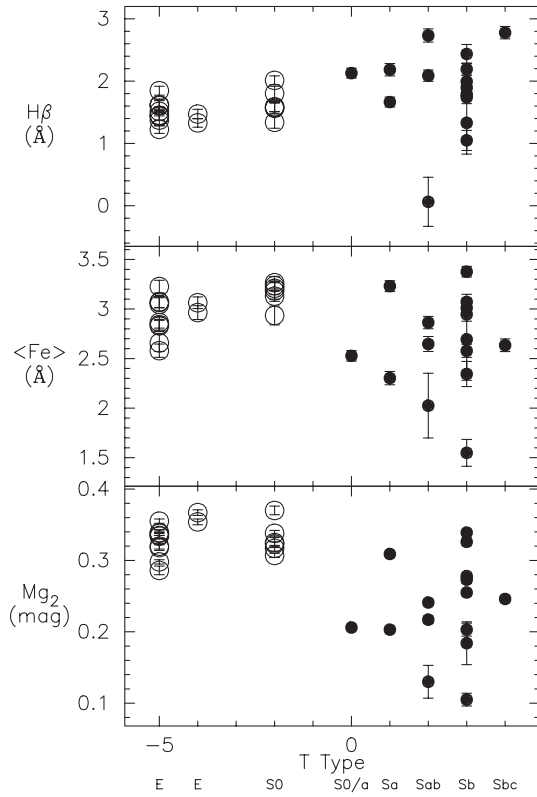 3
2
1
0
Hβ
(Å)
3.5
3
2.5
2
1.5
<Fe>
(Å)
0.4
0.3
0.2
0.1
Mg₂
(mag)
−5 0
T Type
E E S0 S0/a Sa Sab Sb Sbc